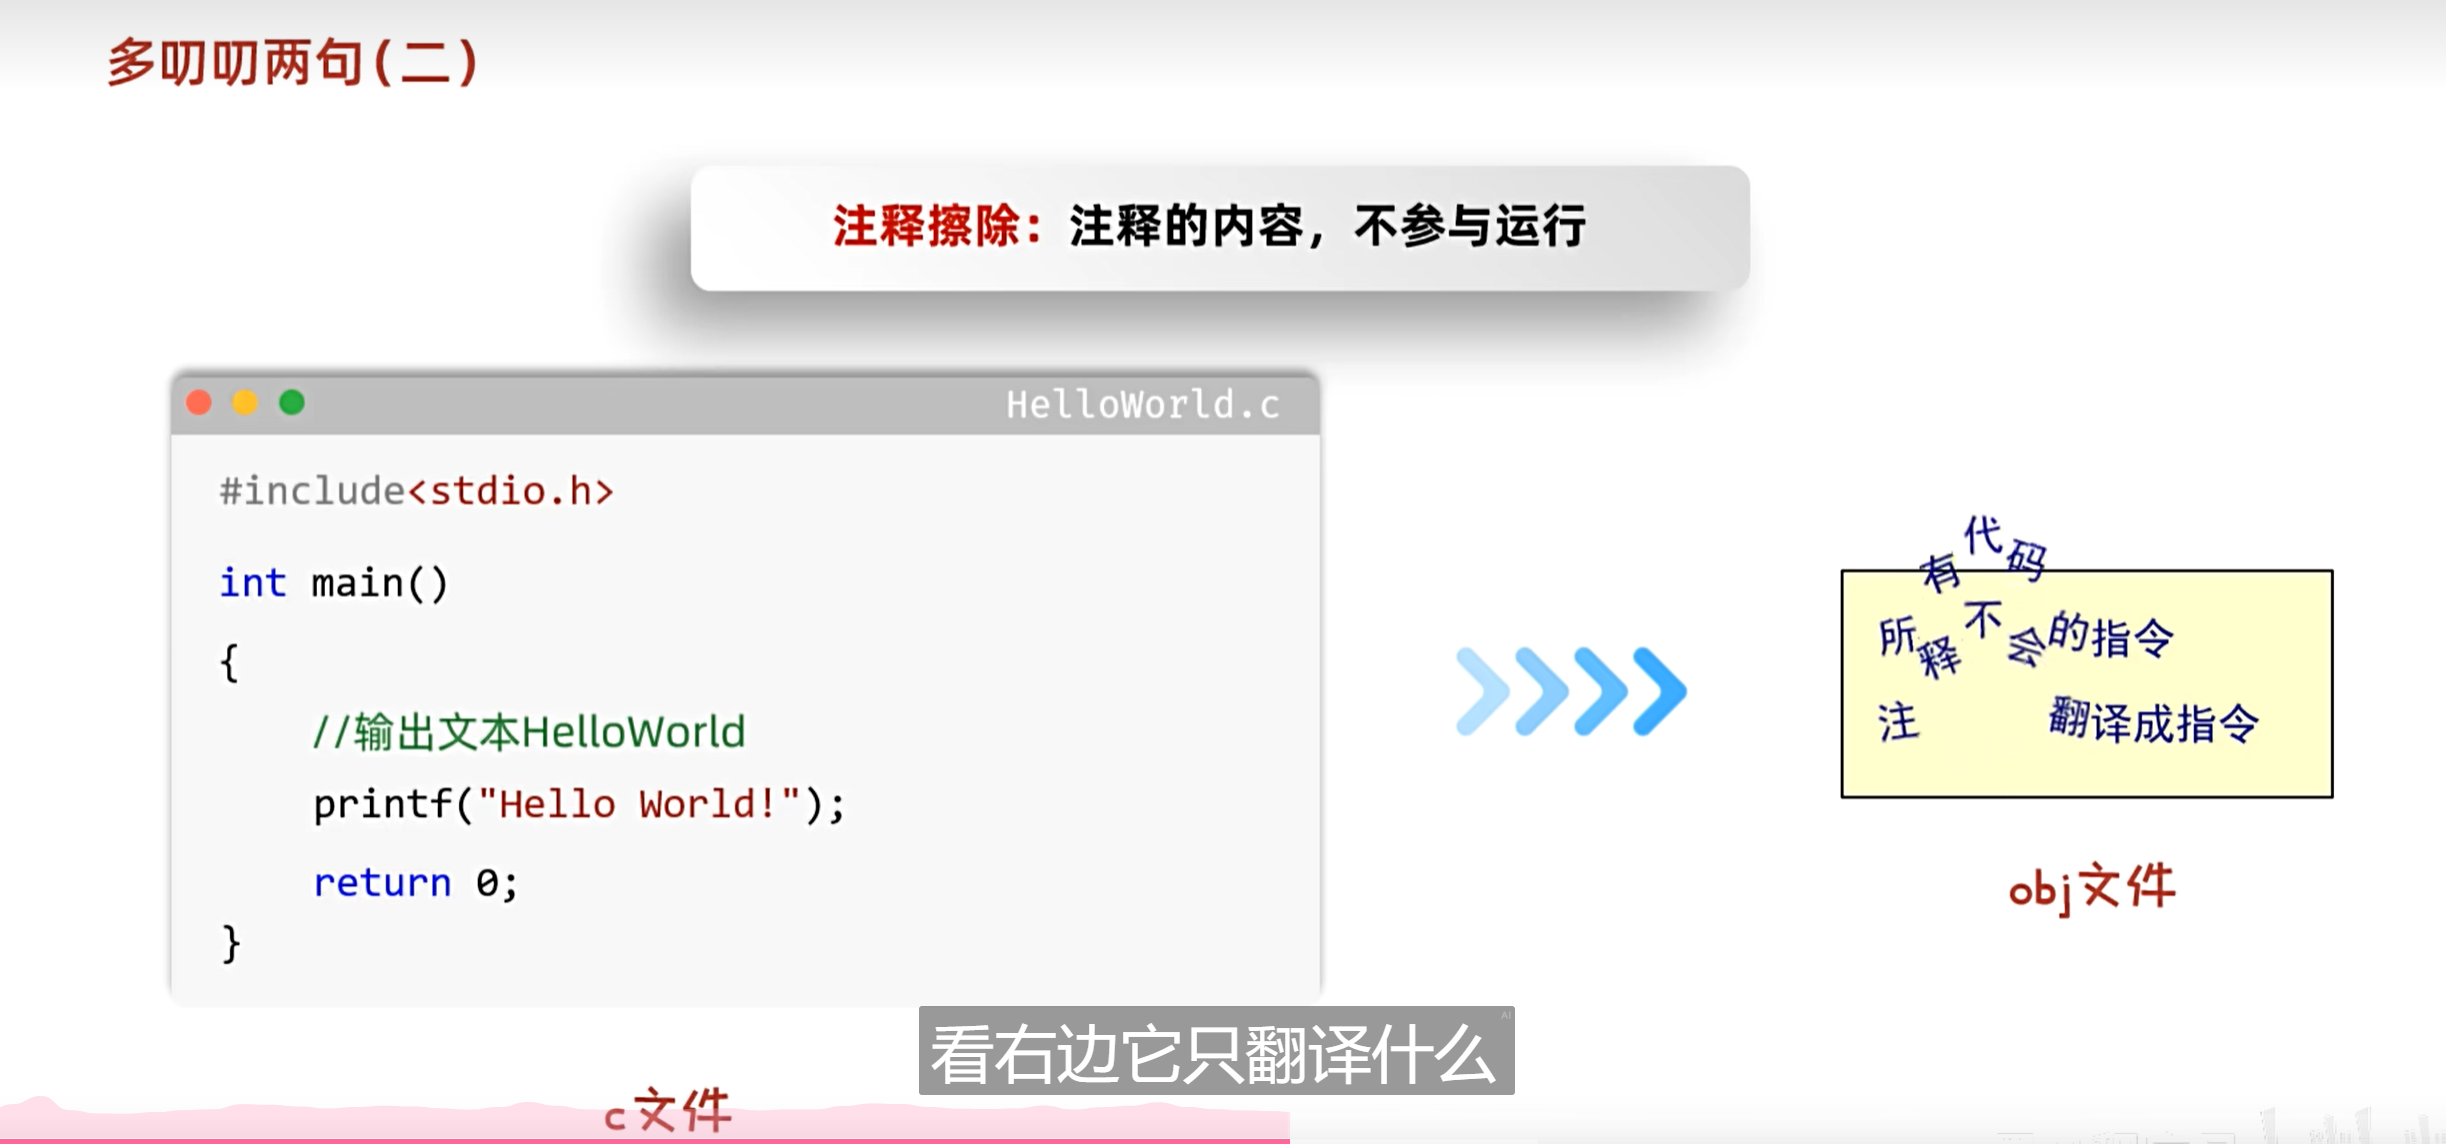 多叨叨两句(二)
注释擦除：注释的内容，不参与运行
HelloWorld.c
#include<stdio.h>
int main()
{
//输出文本HelloWorld
printf("Hello World!");
return 0;
}
所有代码的指令
注释不会翻译成指令
obj文件
看右边它只翻译什么
AI
c文件